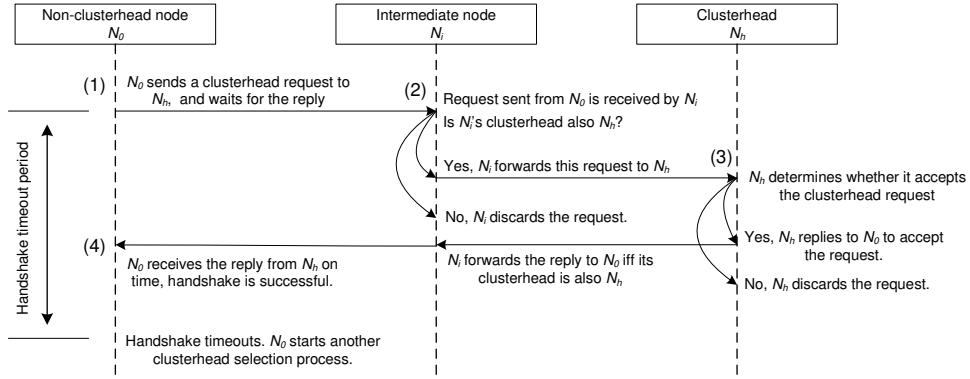 Non-clusterhead node
N0
Intermediate node
Ni
Clusterhead
Nh
(1)
N0 sends a clusterhead request to
Nh, and waits for the reply
(2)
Request sent from N0 is received by Ni
Is Ni's clusterhead also Nh?
Yes, Ni forwards this request to Nh
(3)
Nh determines whether it accepts
the clusterhead request
No, Ni discards the request.
Yes, Nh replies to N0 to accept
the request.
(4)
N0 receives the reply from Nh on
time, handshake is successful.
Ni forwards the reply to N0 iff its
clusterhead is also Nh
No, Nh discards the request.
Handshake timeout period
Handshake timeouts. N0 starts another
clusterhead selection process.